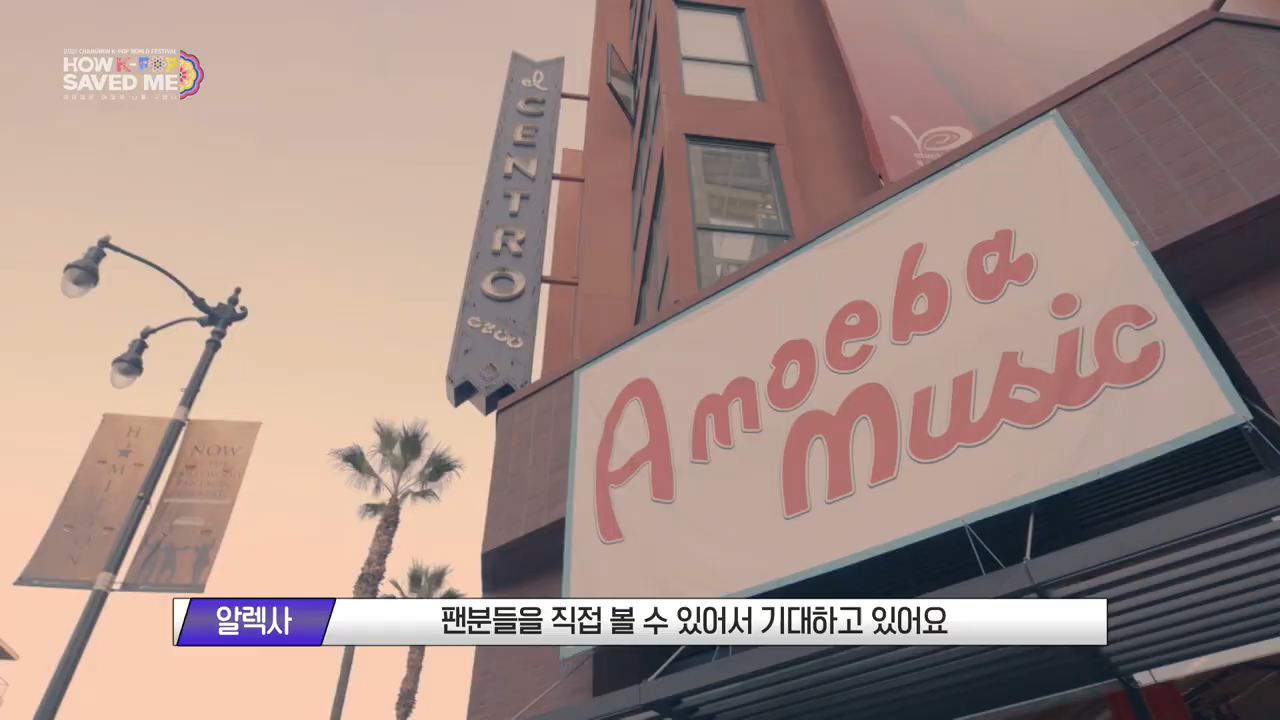 2021 CHANGWON K-POP WORLD FESTIVAL
HOW K-POP
SAVED ME
el
CENTRO
Amoeba
Music
HAMILTON
NOW
알렉사
팬분들을 직접 볼 수 있어서 기대하고 있어요